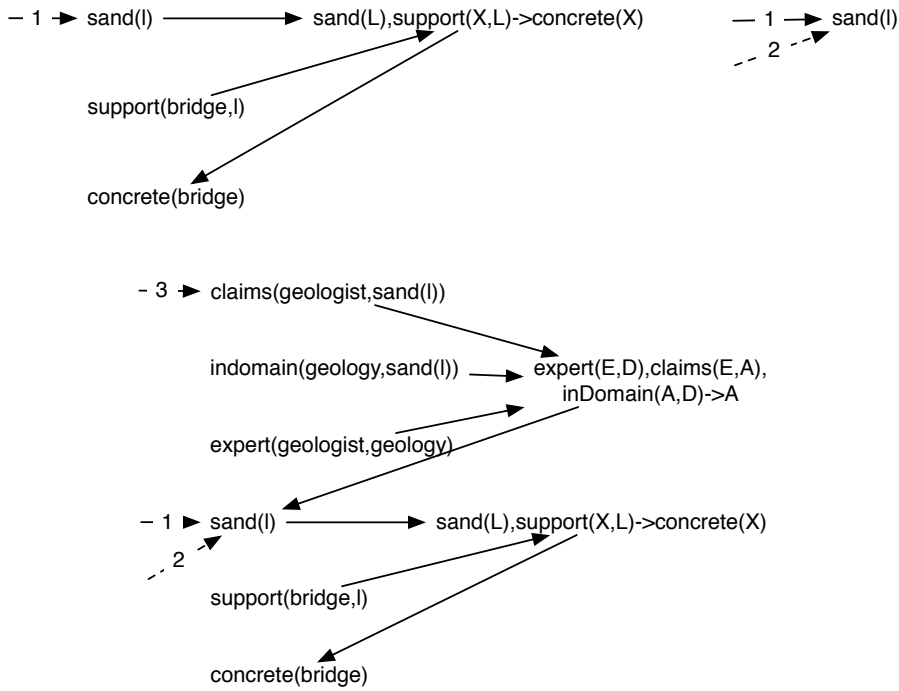 1 sand(l) sand(L),support(X,L)->concrete(X) 1 sand(l)
2
support(bridge,l)
concrete(bridge)
3 claims(geologist,sand(l))
indomain(geology,sand(l)) expert(E,D),claims(E,A),
inDomain(A,D)->A
expert(geologist,geology)
1 sand(l) sand(L),support(X,L)->concrete(X)
2
support(bridge,l)
concrete(bridge)